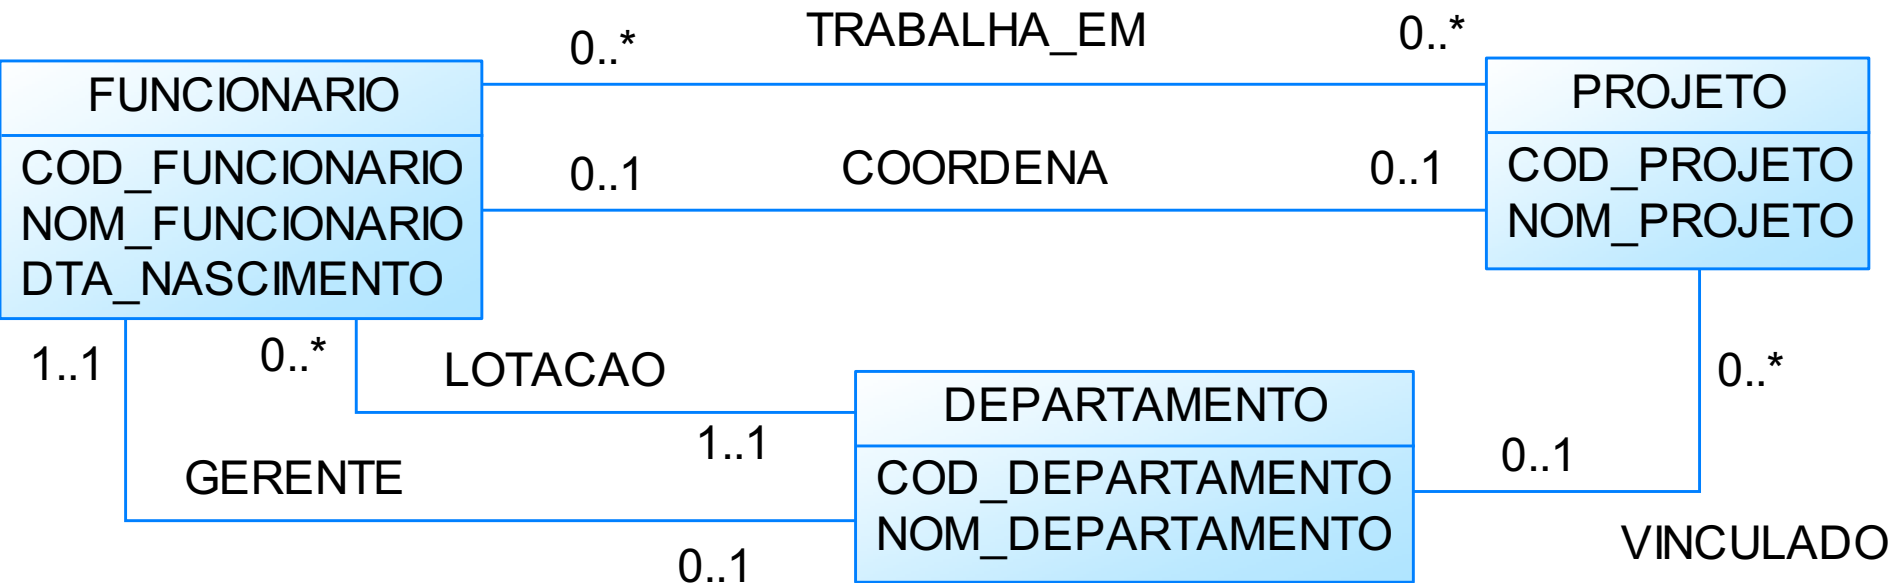 TRABALHA_EM
0..*
0..*
FUNCIONARIO
PROJETO
COD_FUNCIONARIO
NOM_FUNCIONARIO
DTA_NASCIMENTO
0..1
COORDENA
0..1
COD_PROJETO
NOM_PROJETO
1..1
0..*
LOTACAO
0..*
DEPARTAMENTO
1..1
0..1
GERENTE
COD_DEPARTAMENTO
NOM_DEPARTAMENTO
VINCULADO
0..1